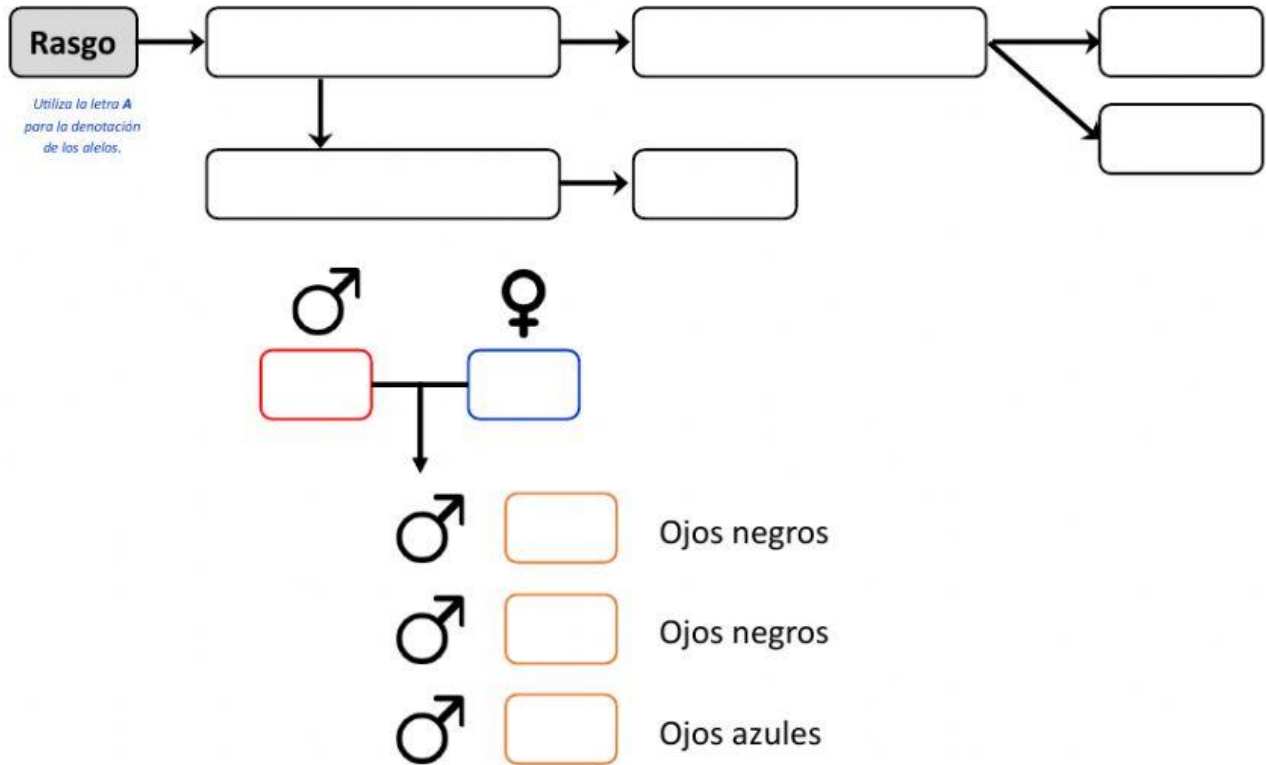 Rasgo
Utiliza la letra A
para la denotación
de los alelos.
Ojos negros
Ojos negros
Ojos azules